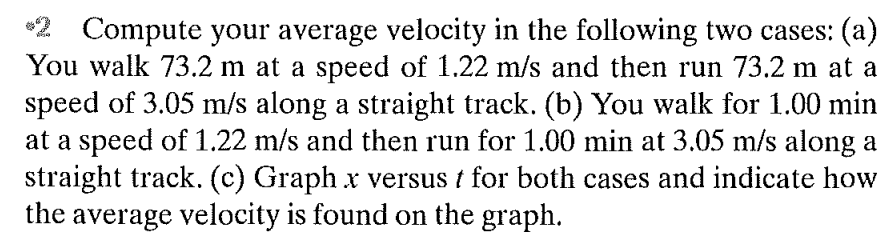 •2 Compute your average velocity in the following two cases: (a)
You walk 73.2 m at a speed of 1.22 m/s and then run 73.2 m at a
speed of 3.05 m/s along a straight track. (b) You walk for 1.00 min
at a speed of 1.22 m/s and then run for 1.00 min at 3.05 m/s along a
straight track. (c) Graph x versus t for both cases and indicate how
the average velocity is found on the graph.